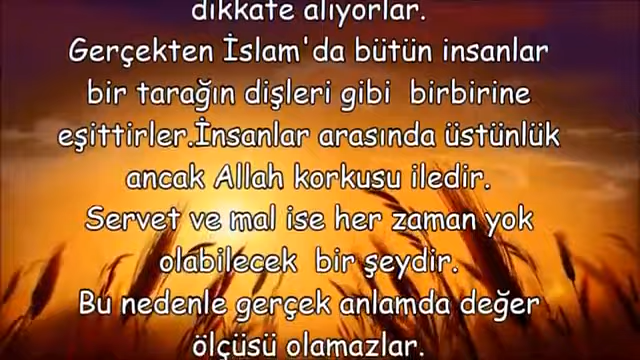 dikkate alıyorlar.
Gerçekten İslam'da bütün insanlar
bir tarağın dişleri gibi  birbirine
eşittirler.İnsanlar arasında üstünlük
ancak Allah korkusu iledir.
Servet ve mal ise her zaman yok
olabilecek  bir şeydir.
Bu nedenle gerçek anlamda değer
ölçüsü olamazlar.